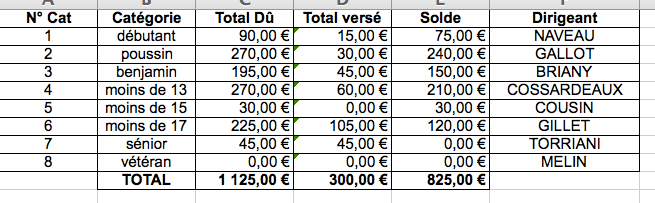 N° Cat Catégorie Total Dû Total versé Solde Dirigeant
1 débutant 90,00 € 15,00 € 75,00 € NAVEAU
2 poussin 270,00 € 30,00 € 240,00 € GALLOT
3 benjamin 195,00 € 45,00 € 150,00 € BRIANY
4 moins de 13 270,00 € 60,00 € 210,00 € COSSARDEAUX
5 moins de 15 30,00 € 0,00 € 30,00 € COUSIN
6 moins de 17 225,00 € 105,00 € 120,00 € GILLET
7 sénior 45,00 € 45,00 € 0,00 € TORRIANI
8 vétéran 0,00 € 0,00 € 0,00 € MELIN
TOTAL 1 125,00 € 300,00 € 825,00 €